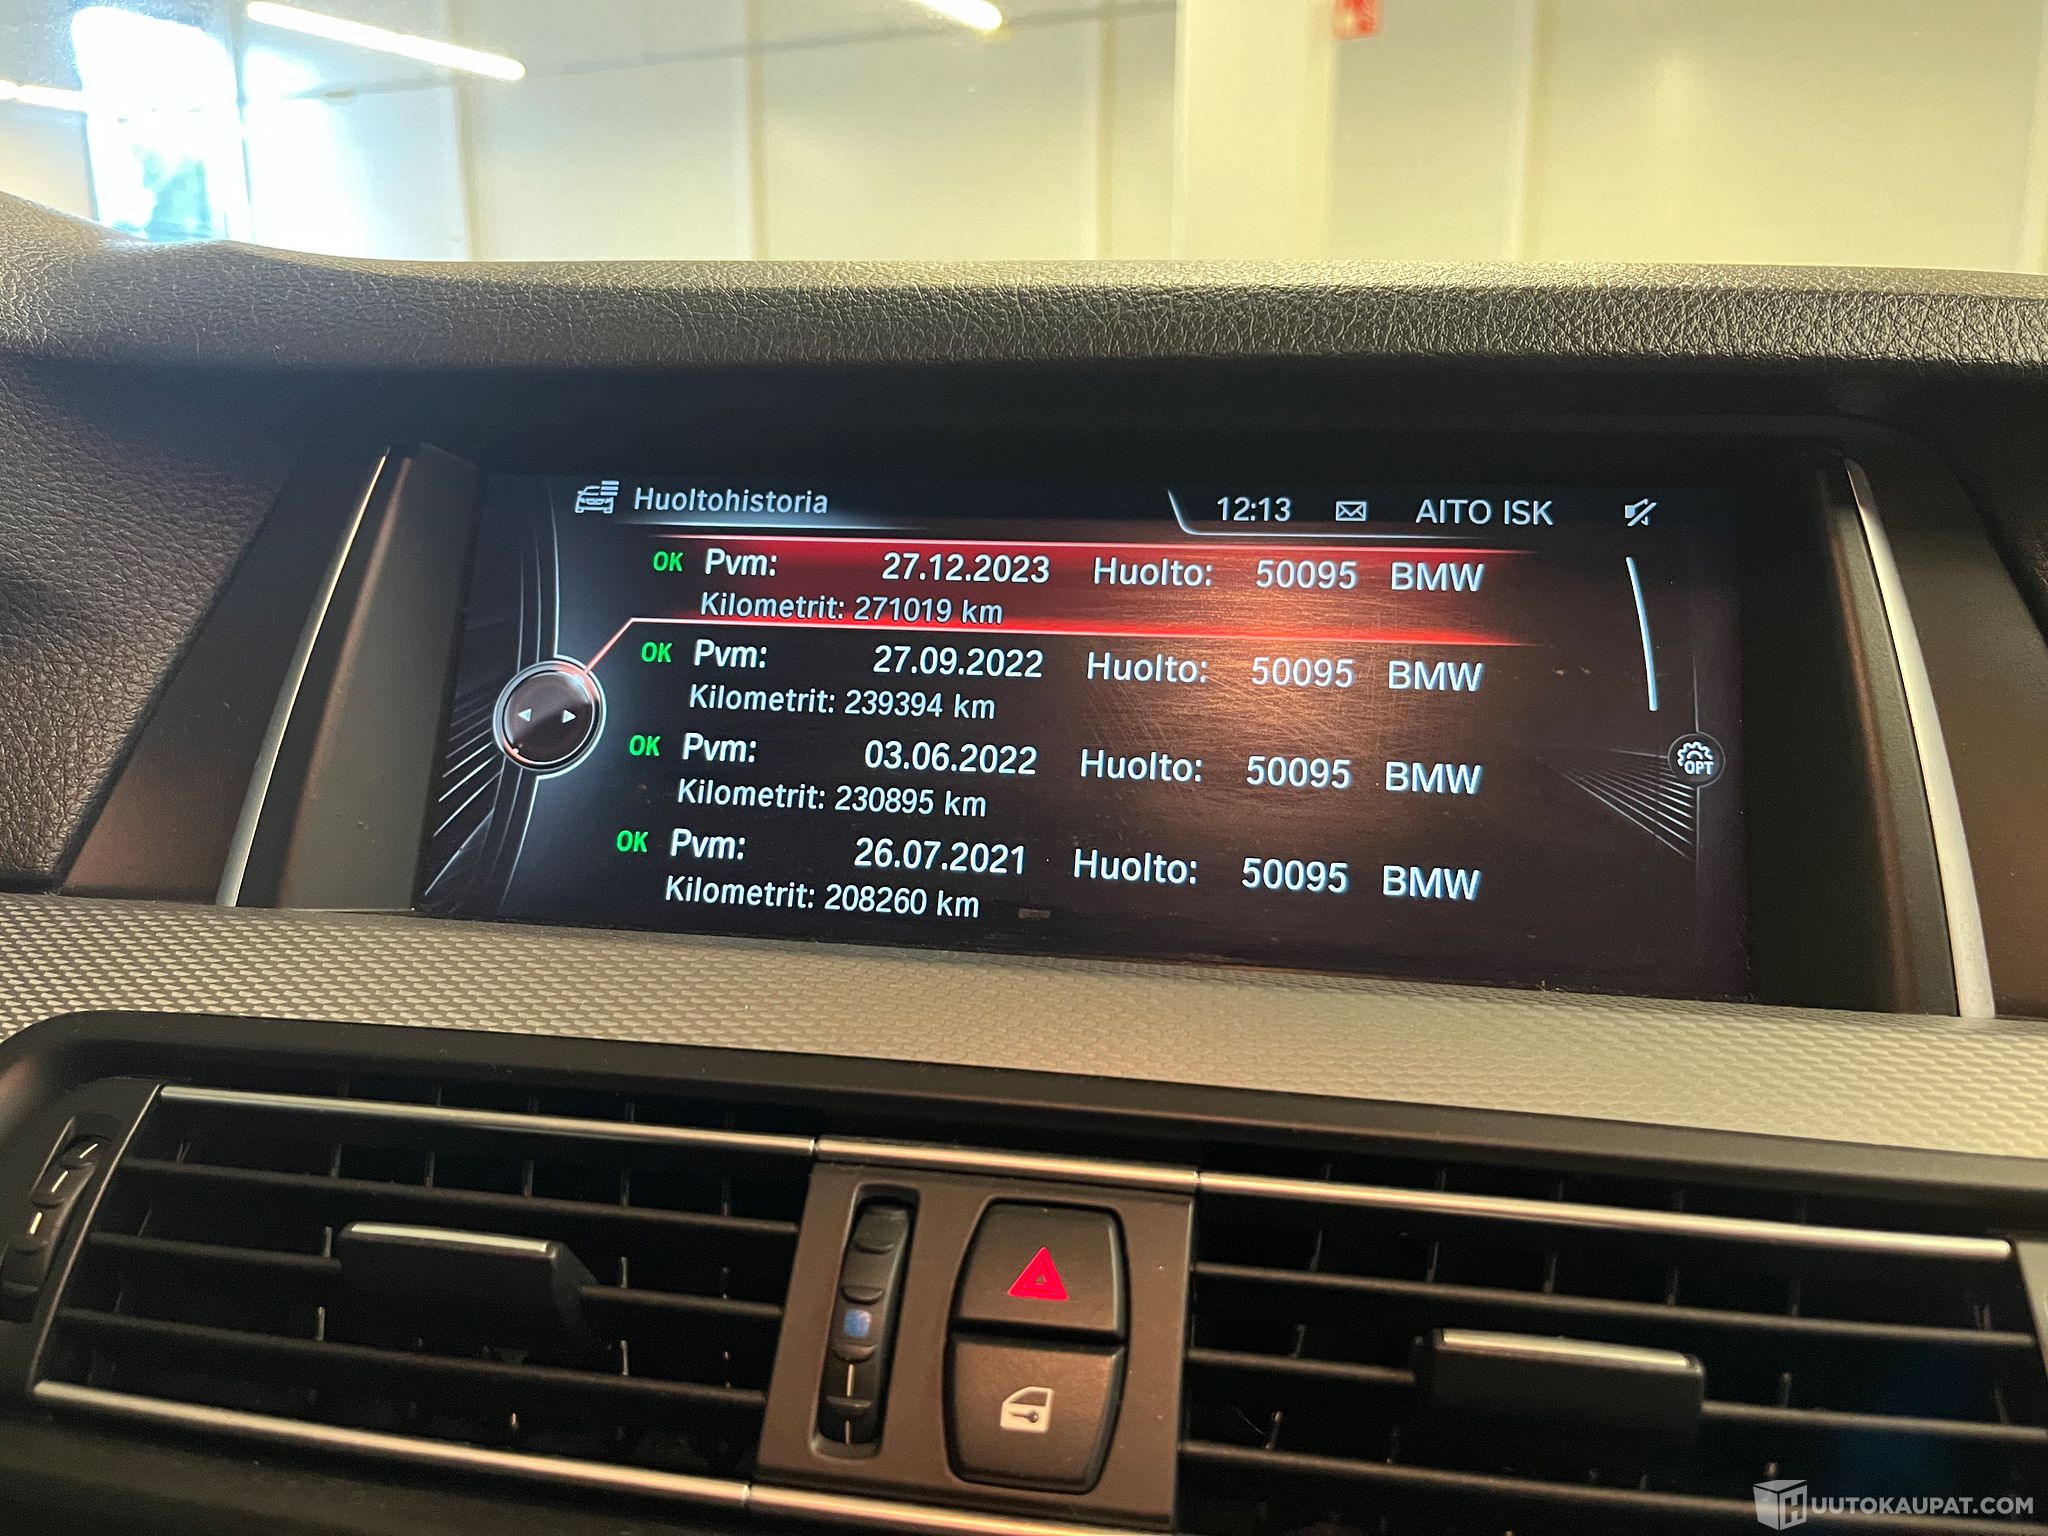 Huoltohistoria 12:13 AITO ISK
OK Pvm: 27.12.2023 Huolto: 50095 BMW
Kilometrit: 271019 km
OK Pvm: 27.09.2022 Huolto: 50095 BMW
Kilometrit: 239394 km
OK Pvm: 03.06.2022 Huolto: 50095 BMW
Kilometrit: 230895 km
OPT
OK Pvm: 26.07.2021 Huolto: 50095 BMW
Kilometrit: 208260 km
HUUTOKAUPAT.COM